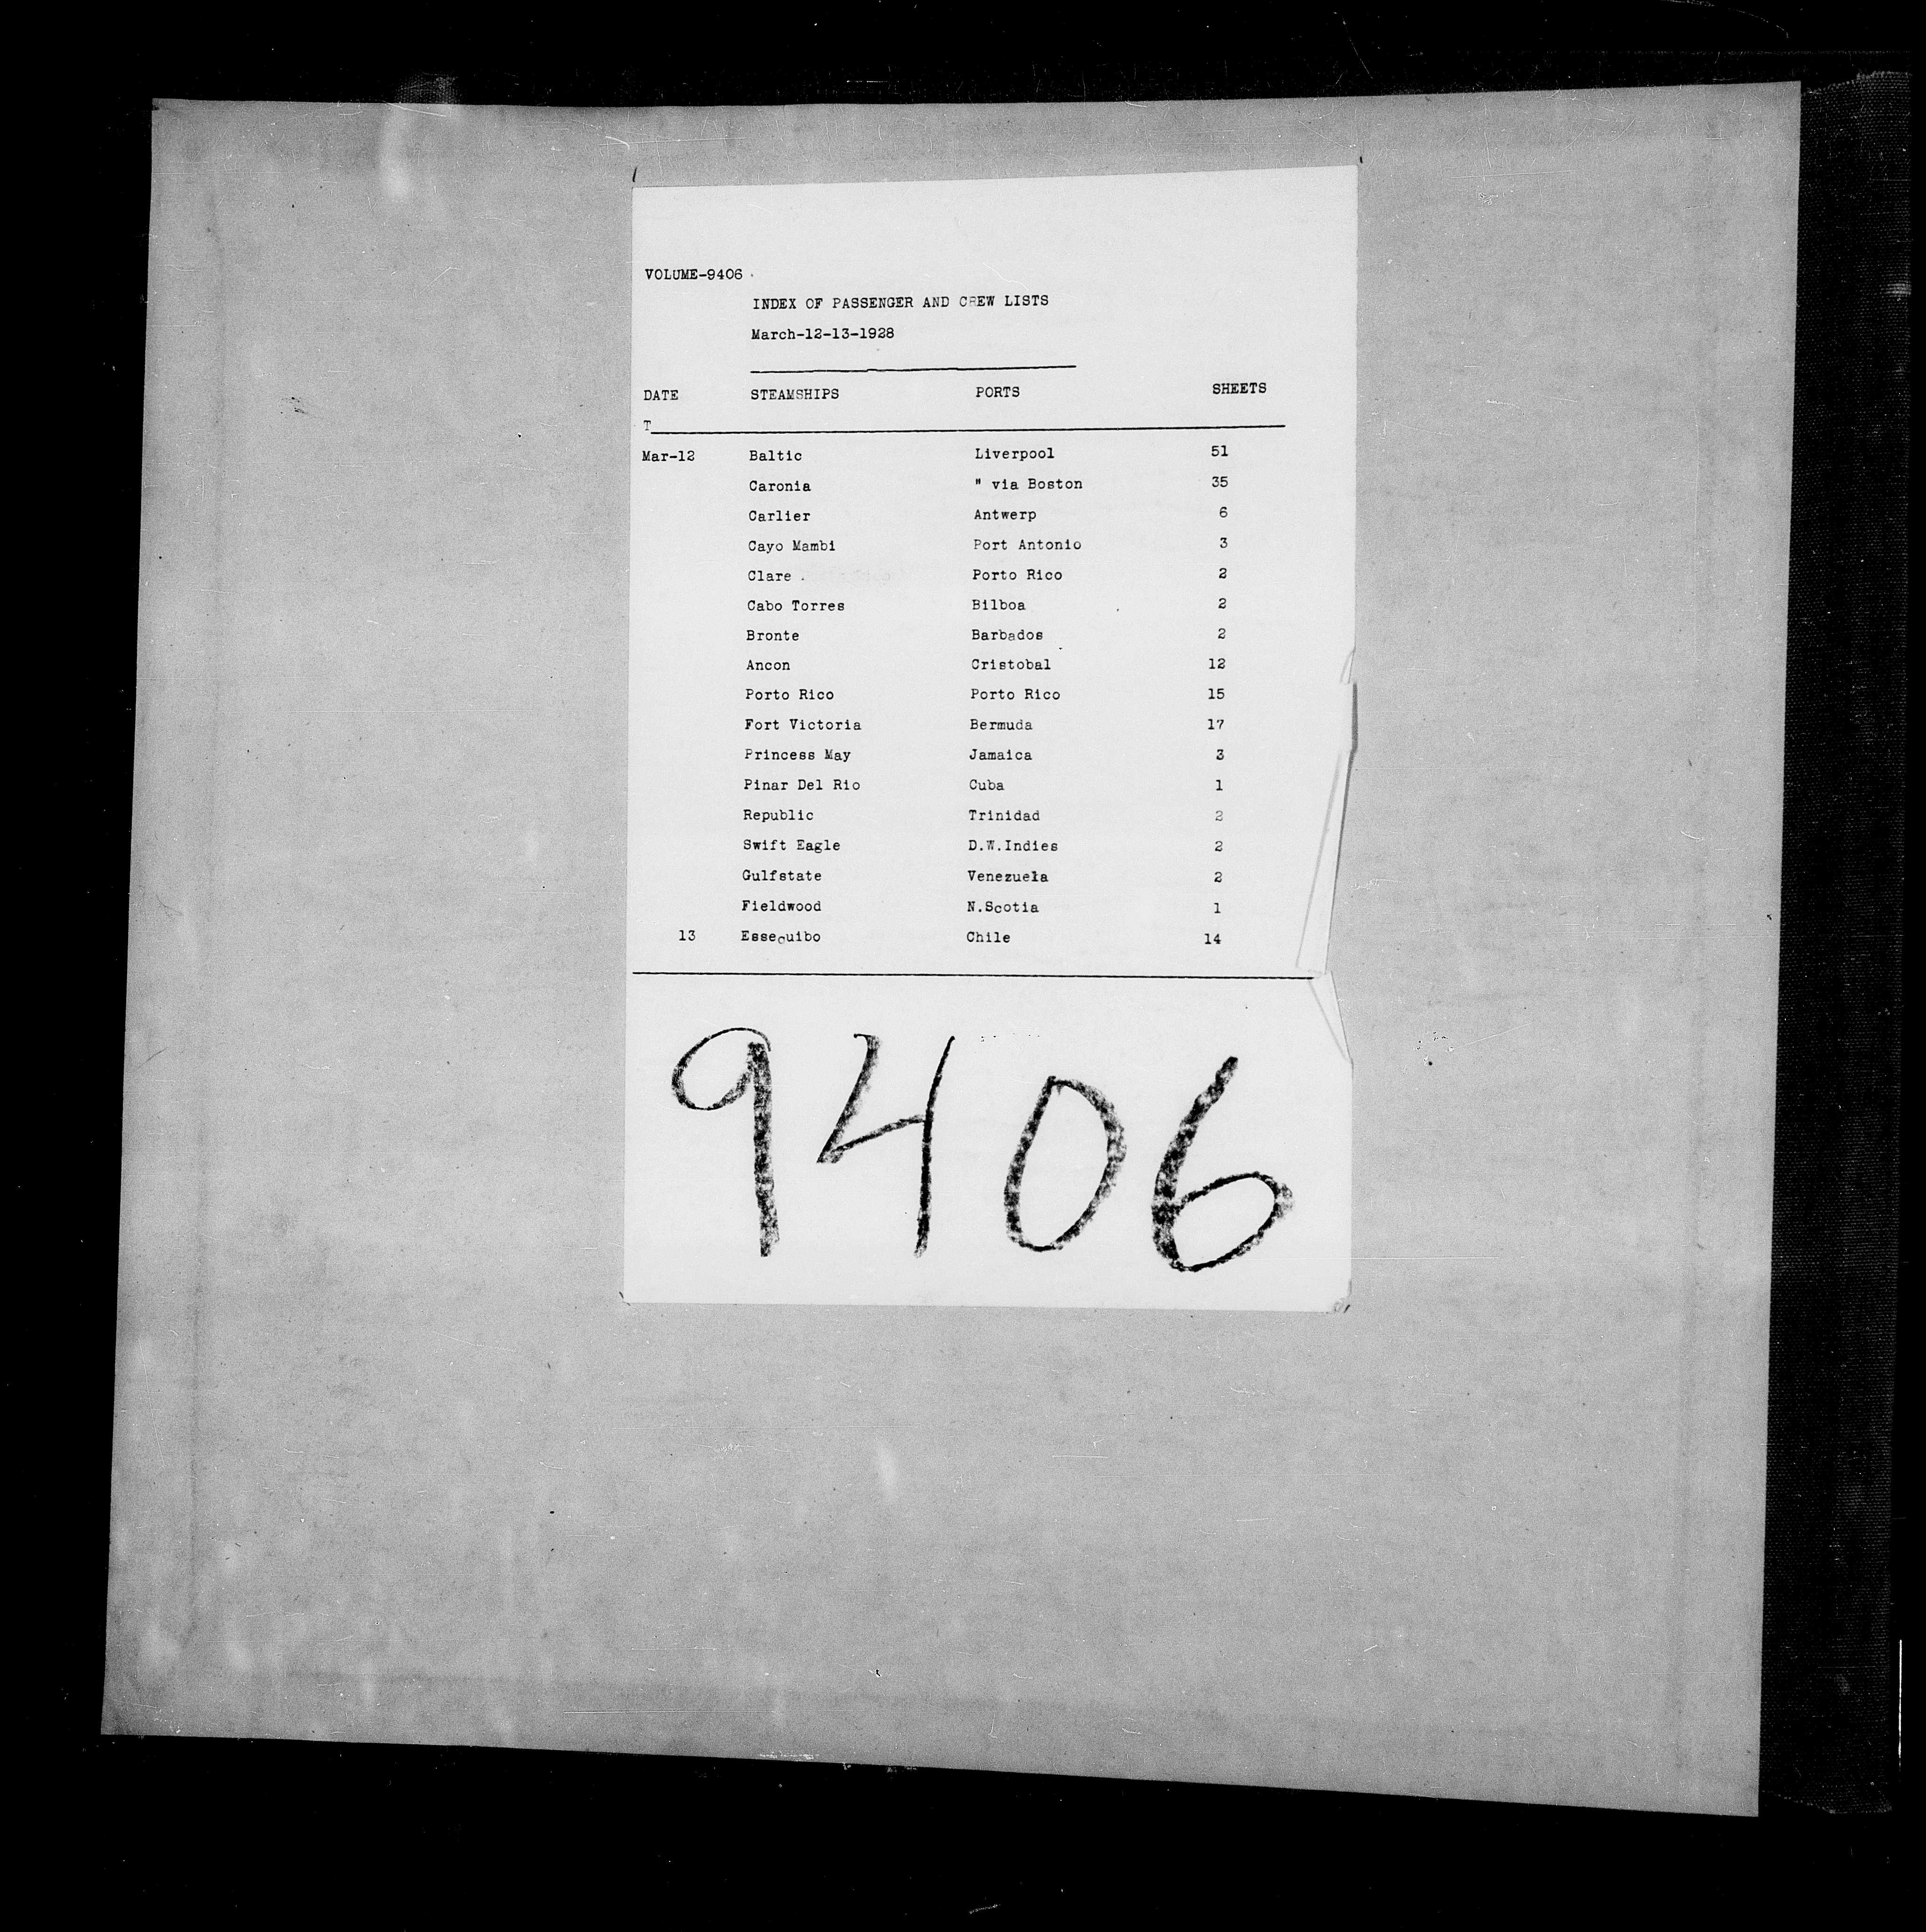 VOLUME-9406
INDEX OF PASSENGER AND CREW LISTS
March-12-13-1928
DATE STEAMSHIPS PORTS SHEETS
T
Mar-12 Baltic Liverpool 51
Caronia " via Boston 35
Carlier Antwerp 6
Cayo Mambi Port Antonio 3
Clare Porto Rico 2
Cabo Torres Bilboa 2
Bronte Barbados 2
Ancon Cristobal 12
Porto Rico Porto Rico 15
Fort Victoria Bermuda 17
Princess May Jamaica 3
Pinar Del Rio Cuba 1
Republic Trinidad 2
Swift Eagle D.W.Indies 2
Gulfstate Venezuela 2
Fieldwood N.Scotia 1
13 Essequibo Chile 14
9406